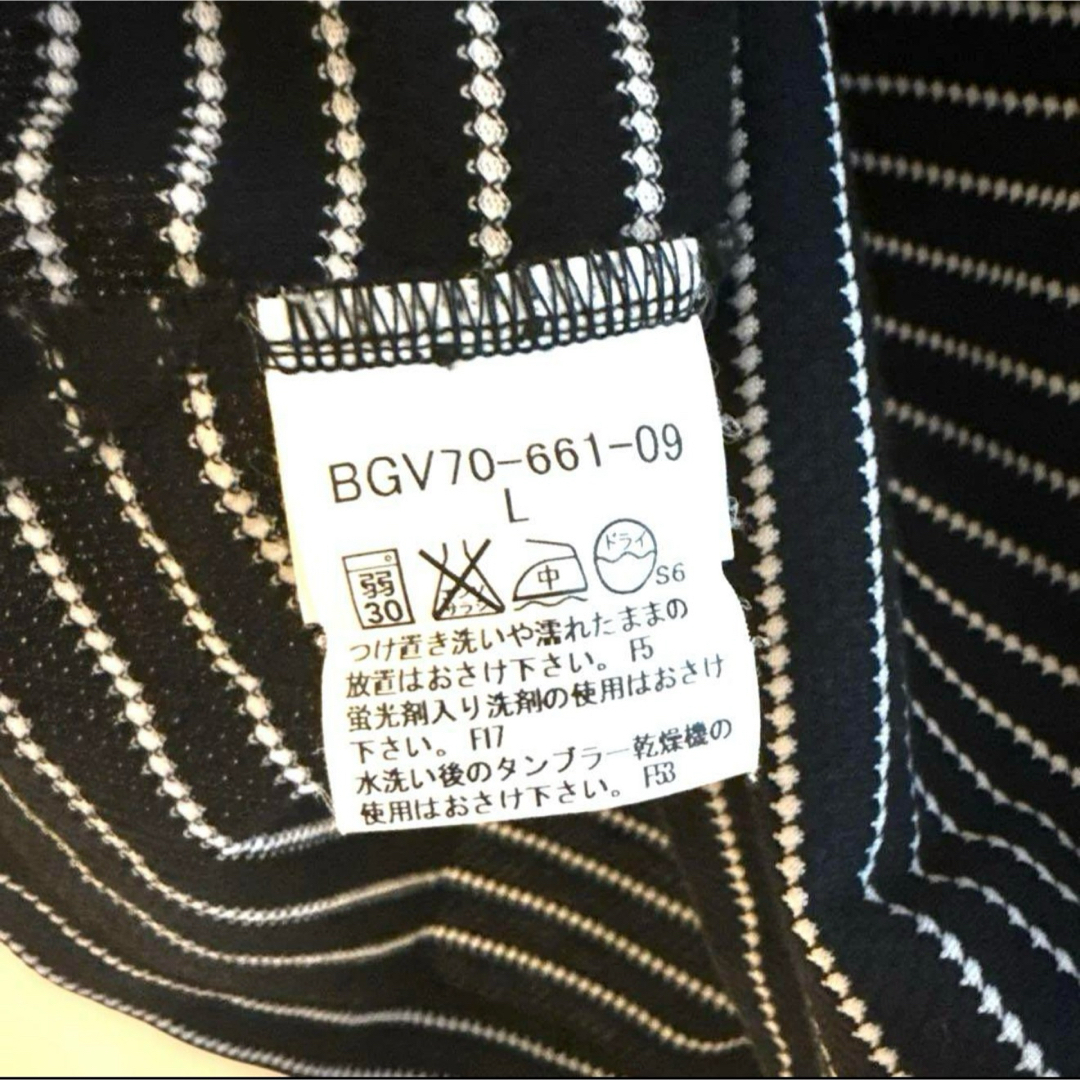 BGV70-661-09
L
弱 30 サラシ 中 ドライ S6
つけ置き洗いや濡れたままの
放置はおさけ下さい。 F5
蛍光剤入り洗剤の使用はおさけ
下さい。 F17
水洗い後のタンブラー乾燥機の
使用はおさけ下さい。 F53